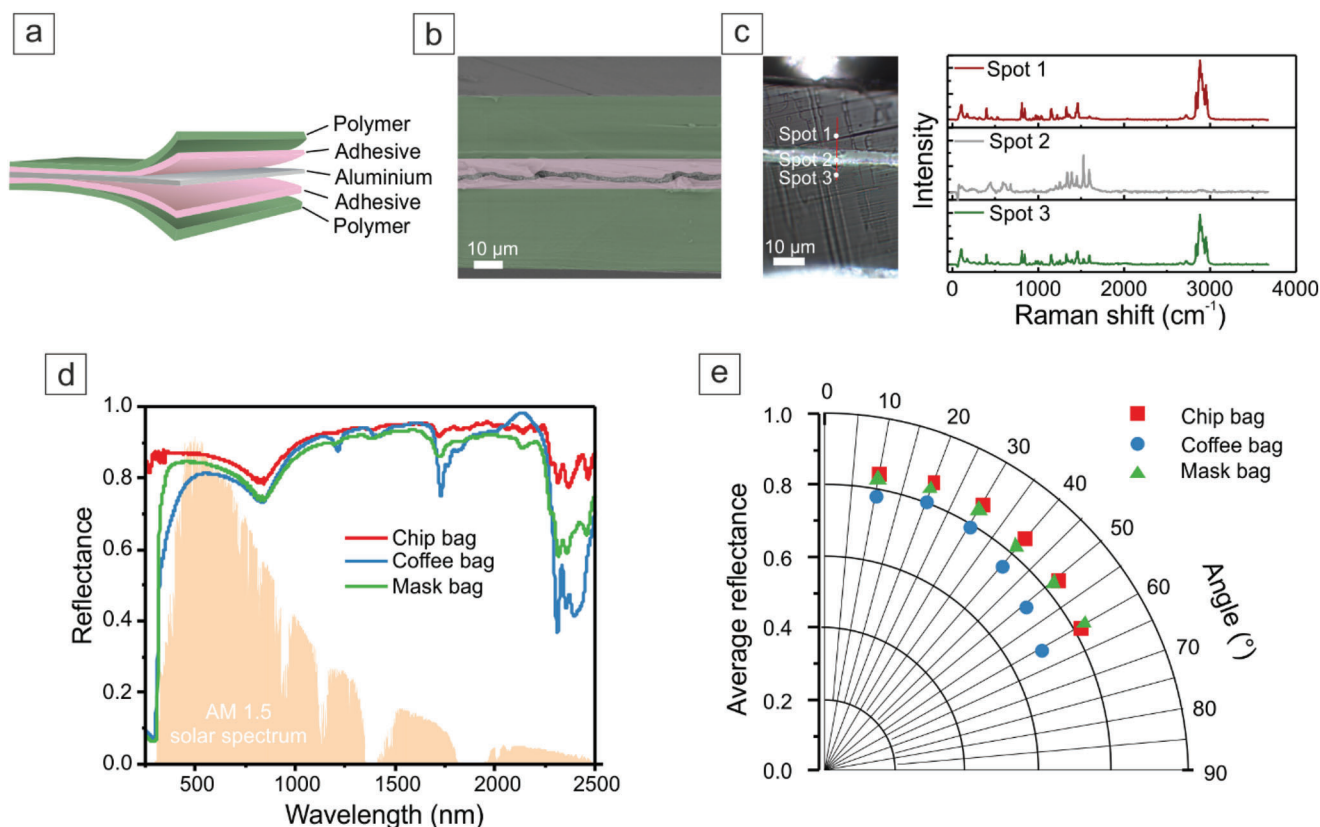 a
Polymer
Adhesive
Aluminium
Adhesive
Polymer
b
10 µm
c
Spot 1
Spot 2
Spot 3
10 µm
Intensity
Spot 1
Spot 2
Spot 3
0
1000
2000
3000
4000
Raman shift (cm⁻¹)
d
Reflectance
1.0
0.8
0.6
0.4
0.2
0.0
Chip bag
Coffee bag
Mask bag
AM 1.5
solar spectrum
500
1000
1500
2000
2500
Wavelength (nm)
e
Average reflectance
1.0
0.8
0.6
0.4
0.2
0.0
0
10
20
30
40
50
60
70
80
90
Angle (°)
Chip bag
Coffee bag
Mask bag